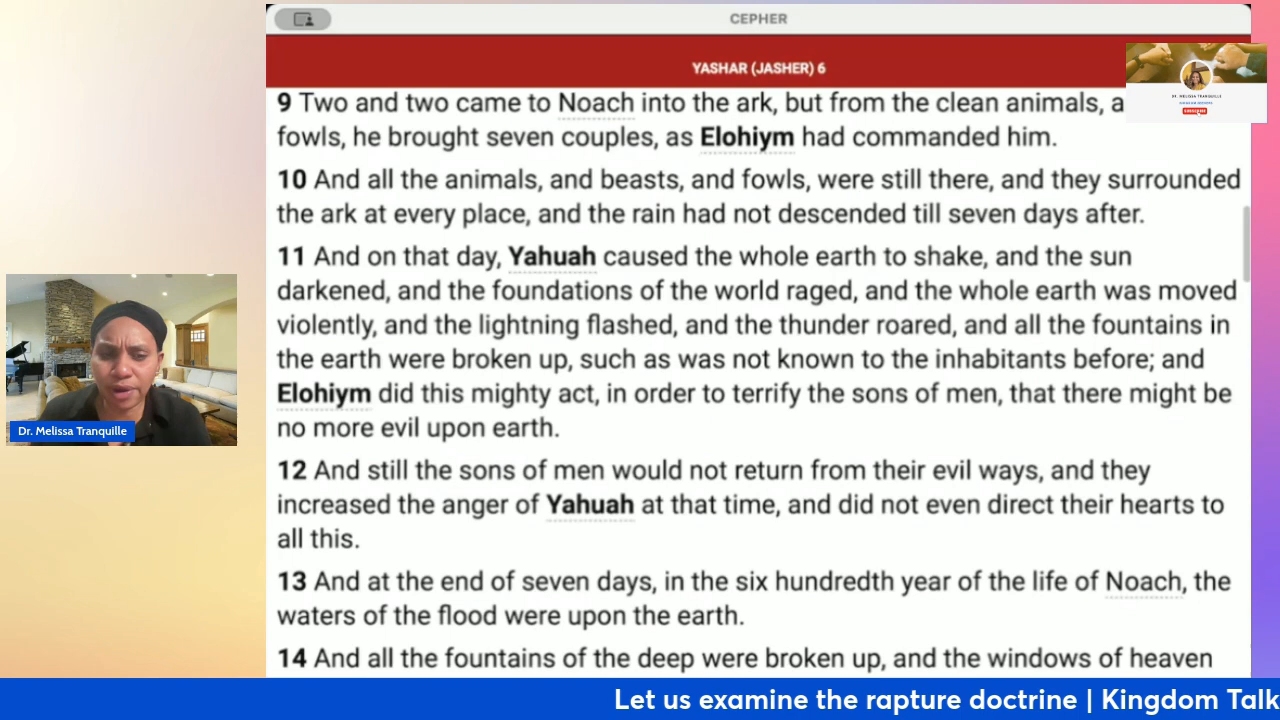 CEPHER
YASHAR (JASHER) 6
9 Two and two came to Noach into the ark, but from the clean animals, a
fowls, he brought seven couples, as Elohiym had commanded him.
10 And all the animals, and beasts, and fowls, were still there, and they surrounded
the ark at every place, and the rain had not descended till seven days after.
11 And on that day, Yahuah caused the whole earth to shake, and the sun
darkened, and the foundations of the world raged, and the whole earth was moved
violently, and the lightning flashed, and the thunder roared, and all the fountains in
the earth were broken up, such as was not known to the inhabitants before; and
Elohiym did this mighty act, in order to terrify the sons of men, that there might be
no more evil upon earth.
12 And still the sons of men would not return from their evil ways, and they
increased the anger of Yahuah at that time, and did not even direct their hearts to
all this.
13 And at the end of seven days, in the six hundredth year of the life of Noach, the
waters of the flood were upon the earth.
14 And all the fountains of the deep were broken up, and the windows of heaven
DR. MELISSA TRANQUILLE
SUBSCRIBE
Dr. Melissa Tranquille
Let us examine the rapture doctrine | Kingdom Talk